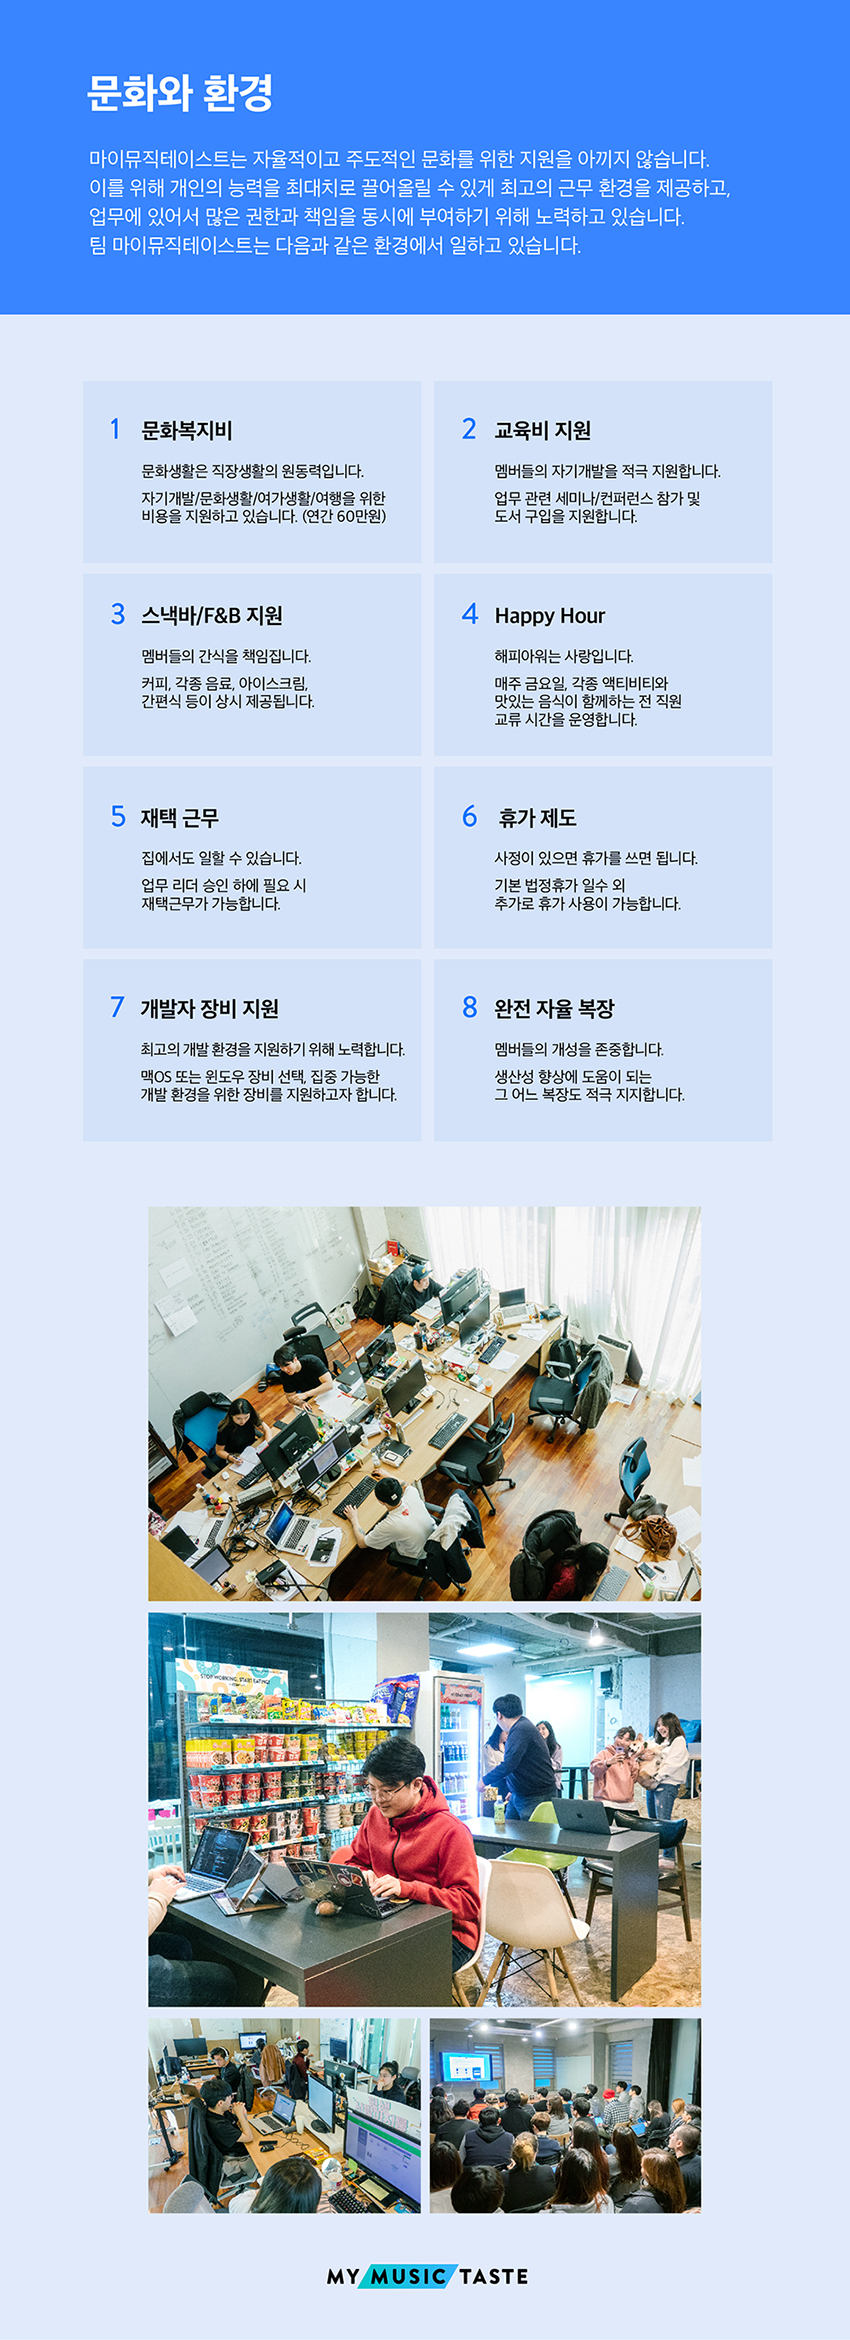 문화와 환경
마이뮤직테이스트는 자율적이고 주도적인 문화를 위한 지원을 아끼지 않습니다.
이를 위해 개인의 능력을 최대치로 끌어올릴 수 있게 최고의 근무 환경을 제공하고,
업무에 있어서 많은 권한과 책임을 동시에 부여하기 위해 노력하고 있습니다.
팀 마이뮤직테이스트는 다음과 같은 환경에서 일하고 있습니다.
1 문화복지비
문화생활은 직장생활의 원동력입니다.
자기개발/문화생활/여가생활/여행을 위한
비용을 지원하고 있습니다. (연간 60만원)
2 교육비 지원
멤버들의 자기개발을 적극 지원합니다.
업무 관련 세미나/컨퍼런스 참가 및
도서 구입을 지원합니다.
3 스낵바/F&B 지원
멤버들의 간식을 책임집니다.
커피, 각종 음료, 아이스크림,
간편식 등이 상시 제공됩니다.
4 Happy Hour
해피아워는 사랑입니다.
매주 금요일, 각종 액티비티와
맛있는 음식이 함께하는 전 직원
교류 시간을 운영합니다.
5 재택 근무
집에서도 일할 수 있습니다.
업무 리더 승인 하에 필요 시
재택근무가 가능합니다.
6 휴가 제도
사정이 있으면 휴가를 쓰면 됩니다.
기본 법정휴가 일수 외
추가로 휴가 사용이 가능합니다.
7 개발자 장비 지원
최고의 개발 환경을 지원하기 위해 노력합니다.
맥OS 또는 윈도우 장비 선택, 집중 가능한
개발 환경을 위한 장비를 지원하고자 합니다.
8 완전 자율 복장
멤버들의 개성을 존중합니다.
생산성 향상에 도움이 되는
그 어느 복장도 적극 지지합니다.
STOP WORKING, START EATING!
MY MUSIC TASTE